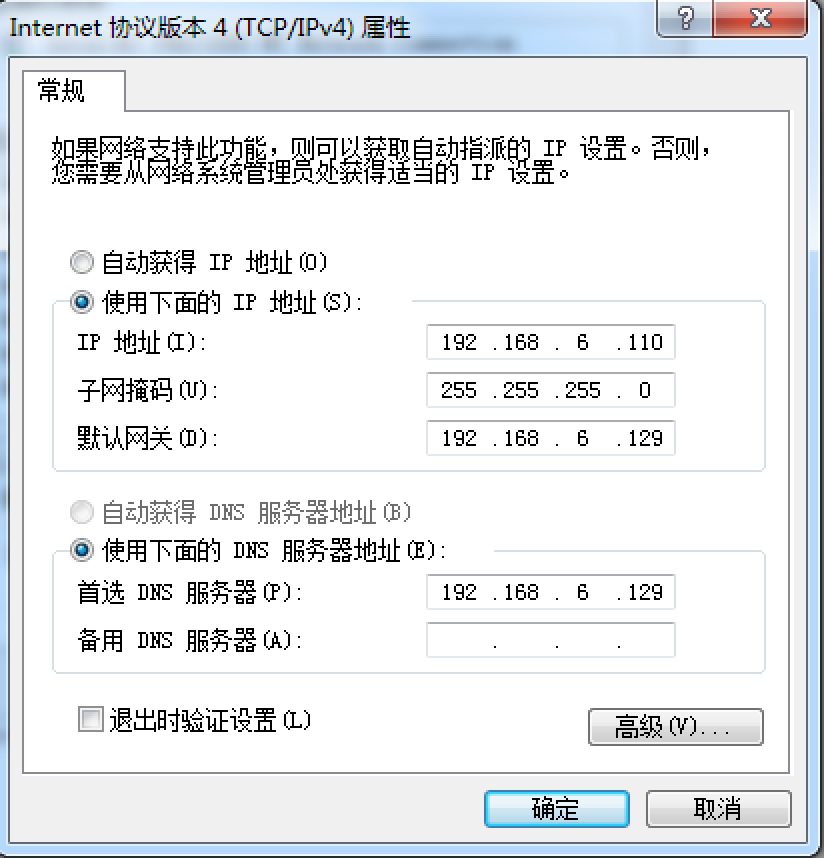 Internet 协议版本 4 (TCP/IPv4) 属性
常规
如果网络支持此功能，则可以获取自动指派的 IP 设置。否则，
您需要从网络系统管理员处获得适当的 IP 设置。
自动获得 IP 地址(O)
使用下面的 IP 地址(S):
IP 地址(I): 192 .168 . 6 .110
子网掩码(U): 255 .255 .255 . 0
默认网关(D): 192 .168 . 6 .129
自动获得 DNS 服务器地址(B)
使用下面的 DNS 服务器地址(E):
首选 DNS 服务器(P): 192 .168 . 6 .129
备用 DNS 服务器(A): . . .
退出时验证设置(L)
高级(V)...
确定 取消